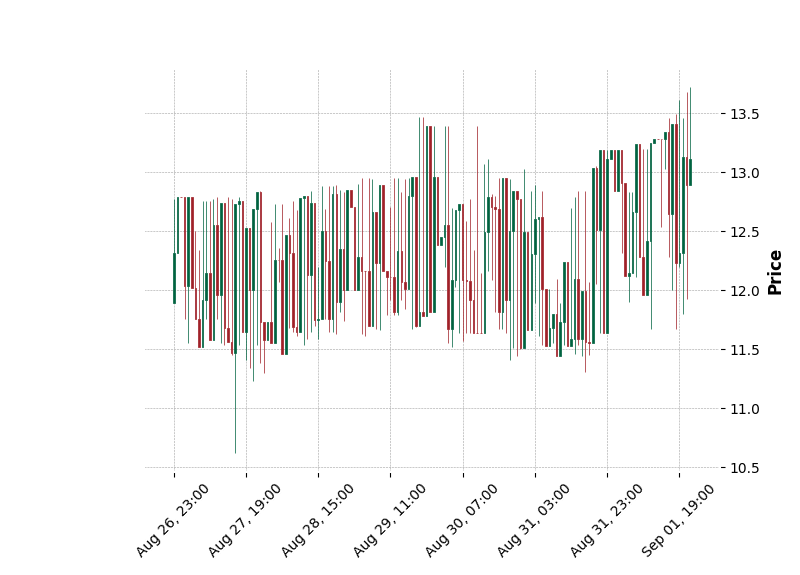 13.5
13.0
12.5
12.0
11.5
11.0
10.5
Price
Aug 26, 23:00
Aug 27, 19:00
Aug 28, 15:00
Aug 29, 11:00
Aug 30, 07:00
Aug 31, 03:00
Aug 31, 23:00
Sep 01, 19:00